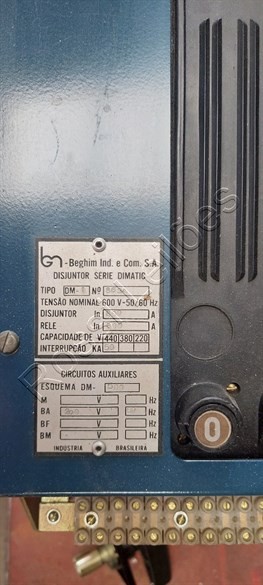 -Beghim Ind. e Com. S.A.
DISJUNTOR SERIE DIMATIC
TIPO DM- Nº
TENSÃO NOMINAL 600 V-50/60 Hz
DISJUNTOR In A
RELE In A
CAPACIDADE DE V 440 380 220
INTERRUPÇÃO KA
CIRCUITOS AUXILIARES
ESQUEMA DM-
M V Hz
BA V Hz
BF V Hz
BM V Hz
INDUSTRIA BRASILEIRA
0